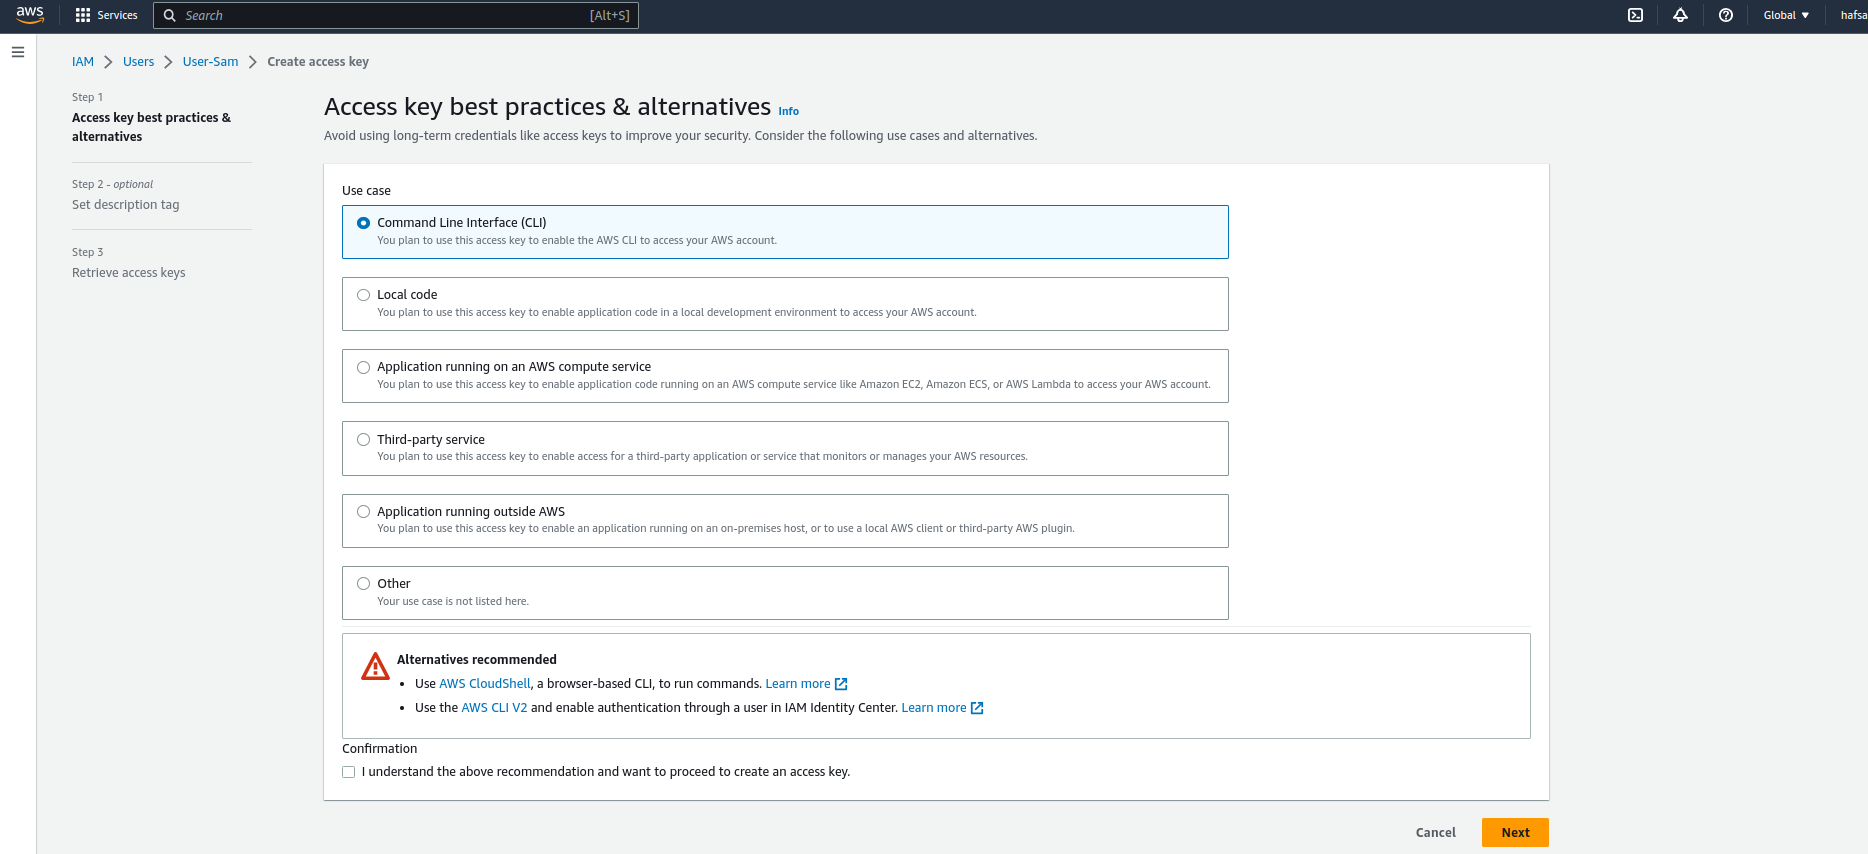 aws
Services
Search
[Alt+S]
Global
hafsa
IAM
Users
User-Sam
Create access key
Step 1
Access key best practices &
alternatives
Step 2 - optional
Set description tag
Step 3
Retrieve access keys
Access key best practices & alternatives Info
Avoid using long-term credentials like access keys to improve your security. Consider the following use cases and alternatives.
Use case
Command Line Interface (CLI)
You plan to use this access key to enable the AWS CLI to access your AWS account.
Local code
You plan to use this access key to enable application code in a local development environment to access your AWS account.
Application running on an AWS compute service
You plan to use this access key to enable application code running on an AWS compute service like Amazon EC2, Amazon ECS, or AWS Lambda to access your AWS account.
Third-party service
You plan to use this access key to enable access for a third-party application or service that monitors or manages your AWS resources.
Application running outside AWS
You plan to use this access key to enable an application running on an on-premises host, or to use a local AWS client or third-party AWS plugin.
Other
Your use case is not listed here.
Alternatives recommended
• Use AWS CloudShell, a browser-based CLI, to run commands. Learn more
• Use the AWS CLI V2 and enable authentication through a user in IAM Identity Center. Learn more
Confirmation
I understand the above recommendation and want to proceed to create an access key.
Cancel
Next